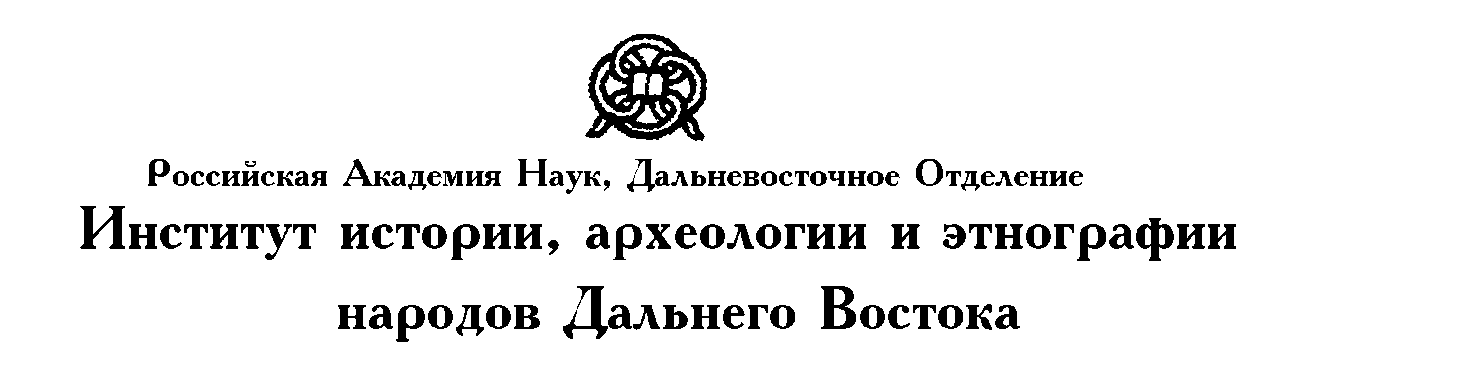 Российская Академия Наук, Дальневосточное Отделение
Институт истории, археологии и этнографии
народов Дальнего Востока